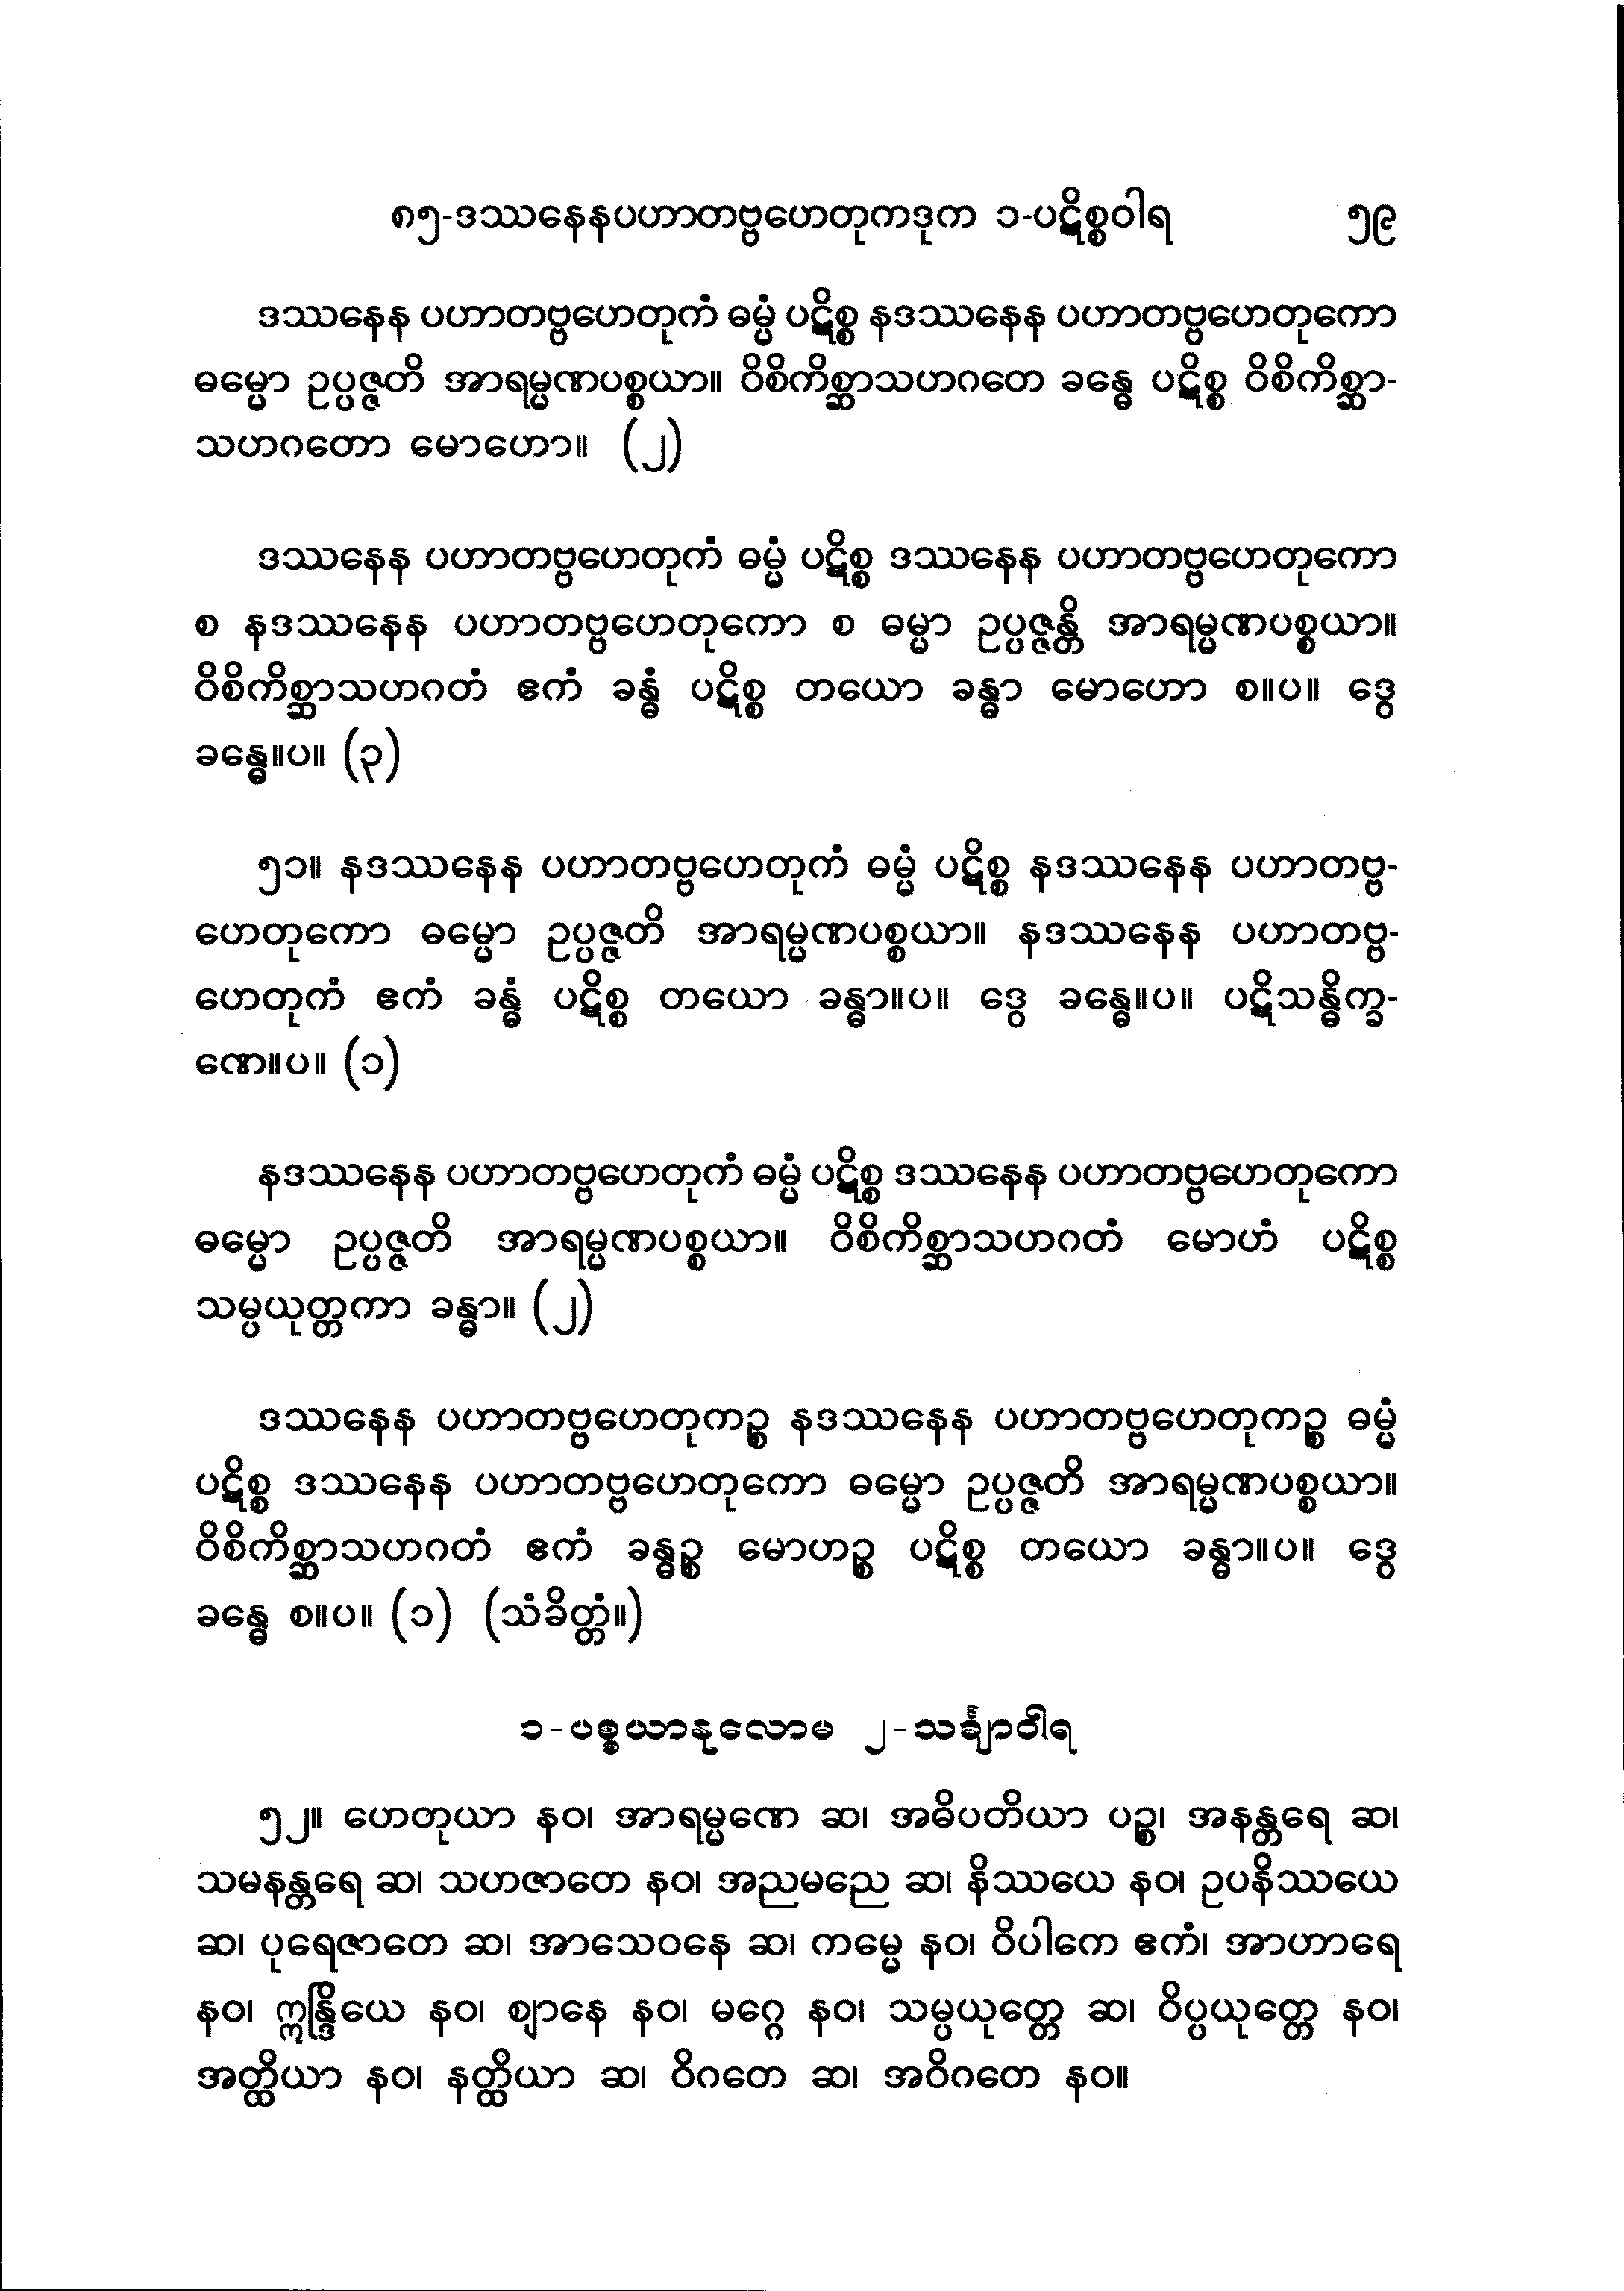 ၈၅-ဒဿနေနပဟာတဗ္ဗဟေတုကဒုက ၁-ပဋိစ္စဝါရ ၅၉
ဒဿနေန ပဟာတဗ္ဗဟေတုကံ ဓမ္မံ ပဋိစ္စ နဒဿနေန ပဟာတဗ္ဗဟေတုကော
ဓမ္မော ဥပ္ပဇ္ဇတိ အာရမ္မဏပစ္စယာ။ ဝိစိကိစ္ဆာသဟဂတေ ခန္ဓေ ပဋိစ္စ ဝိစိကိစ္ဆာ-
သဟဂတော မောဟော။ (၂)
ဒဿနေန ပဟာတဗ္ဗဟေတုကံ ဓမ္မံ ပဋိစ္စ ဒဿနေန ပဟာတဗ္ဗဟေတုကော
စ နဒဿနေန ပဟာတဗ္ဗဟေတုကော စ ဓမ္မာ ဥပ္ပဇ္ဇန္တိ အာရမ္မဏပစ္စယာ။
ဝိစိကိစ္ဆာသဟဂတံ ဧကံ ခန္ဓံ ပဋိစ္စ တယော ခန္ဓာ မောဟော စ။ပ။ ဒွေ
ခန္ဓေ။ပ။ (၃)
၅၁။ နဒဿနေန ပဟာတဗ္ဗဟေတုကံ ဓမ္မံ ပဋိစ္စ နဒဿနေန ပဟာတဗ္ဗ-
ဟေတုကော ဓမ္မော ဥပ္ပဇ္ဇတိ အာရမ္မဏပစ္စယာ။ နဒဿနေန ပဟာတဗ္ဗ-
ဟေတုကံ ဧကံ ခန္ဓံ ပဋိစ္စ တယော ခန္ဓာ။ပ။ ဒွေ ခန္ဓေ။ပ။ ပဋိသန္ဓိက္ခ-
ဏေ။ပ။ (၁)
နဒဿနေန ပဟာတဗ္ဗဟေတုကံ ဓမ္မံ ပဋိစ္စ ဒဿနေန ပဟာတဗ္ဗဟေတုကော
ဓမ္မော ဥပ္ပဇ္ဇတိ အာရမ္မဏပစ္စယာ။ ဝိစိကိစ္ဆာသဟဂတံ မောဟံ ပဋိစ္စ
သမ္ပယုတ္တကာ ခန္ဓာ။ (၂)
ဒဿနေန ပဟာတဗ္ဗဟေတုကဉ္စ နဒဿနေန ပဟာတဗ္ဗဟေတုကဉ္စ ဓမ္မံ
ပဋိစ္စ ဒဿနေန ပဟာတဗ္ဗဟေတုကော ဓမ္မော ဥပ္ပဇ္ဇတိ အာရမ္မဏပစ္စယာ။
ဝိစိကိစ္ဆာသဟဂတံ ဧကံ ခန္ဓဉ္စ မောဟဉ္စ ပဋိစ္စ တယော ခန္ဓာ။ပ။ ဒွေ
ခန္ဓေ စ။ပ။ (၁) (သံခိတ္တံ။)
၁-ပစ္စယာနုလောမ ၂-သင်္ချာဝါရ
၅၂။ ဟေတုယာ နဝ၊ အာရမ္မဏေ ဆ၊ အဓိပတိယာ ပဉ္စ၊ အနန္တရေ ဆ၊
သမနန္တရေ ဆ၊ သဟဇာတေ နဝ၊ အညမညေ ဆ၊ နိဿယေ နဝ၊ ဥပနိဿယေ
ဆ၊ ပုရေဇာတေ ဆ၊ အာသေဝနေ ဆ၊ ကမ္မေ နဝ၊ ဝိပါကေ ဧကံ၊ အာဟာရေ
နဝ၊ ဣန္ဒြိယေ နဝ၊ ဈာနေ နဝ၊ မဂ္ဂေ နဝ၊ သမ္ပယုတ္တေ ဆ၊ ဝိပ္ပယုတ္တေ နဝ၊
အတ္ထိယာ နဝ၊ နတ္ထိယာ ဆ၊ ဝိဂတေ ဆ၊ အဝိဂတေ နဝ။